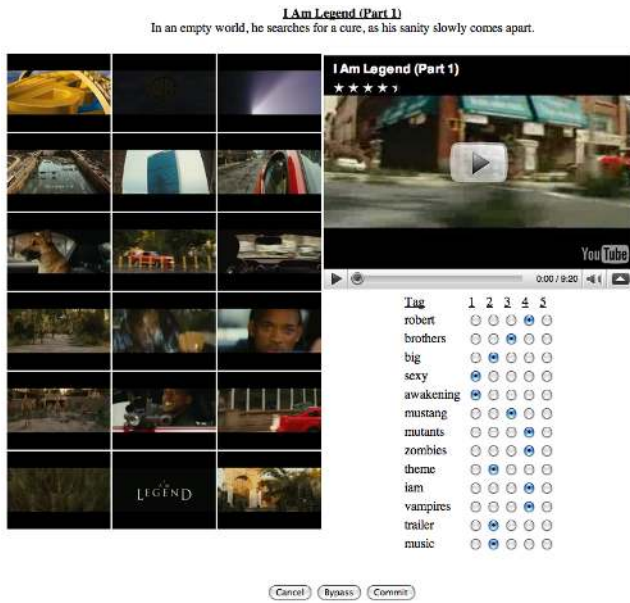 I Am Legend (Part 1)
In an empty world, he searches for a cure, as his sanity slowly comes apart.
I Am Legend (Part 1)
YouTube
0:00 / 9:20
I AM
LEGEND
Tag 1 2 3 4 5
robert
brothers
big
sexy
awakening
mustang
mutants
zombies
theme
iam
vampires
trailer
music
Cancel Bypass Commit